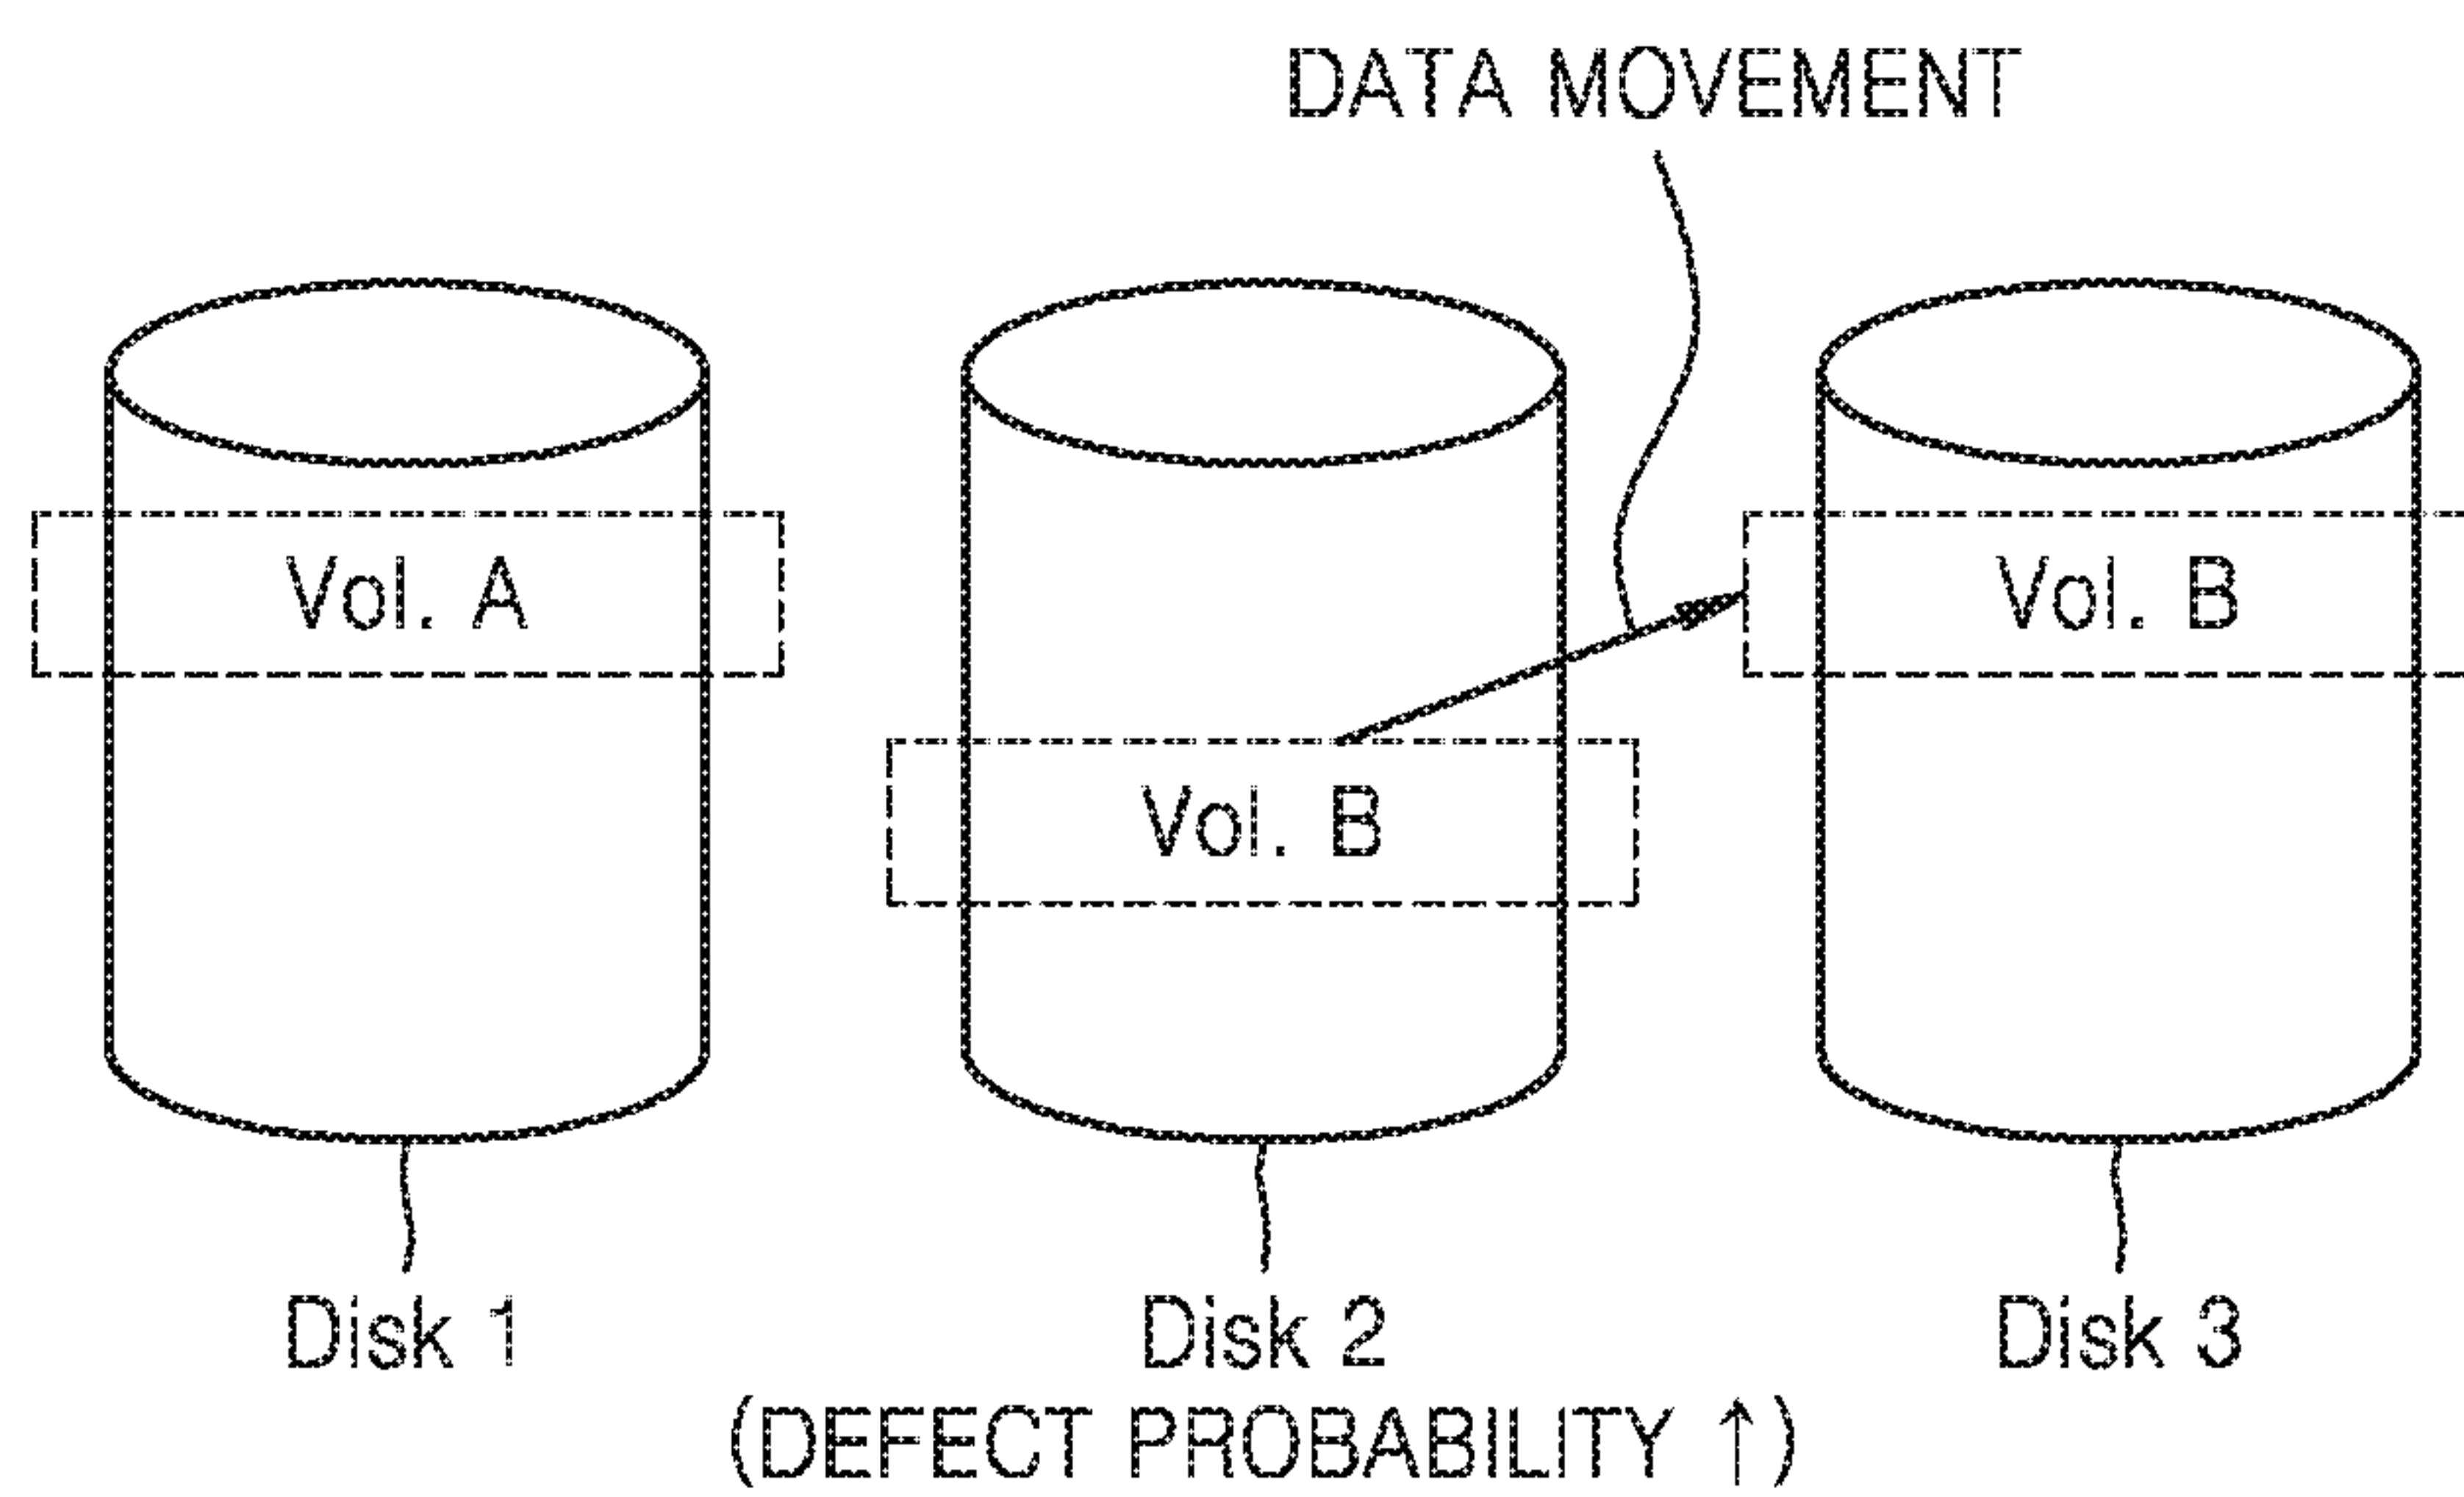 DATA MOVEMENT
Vol. A
Vol. B
Vol. B
Disk 1
Disk 2
(DEFECT PROBABILITY ↑)
Disk 3